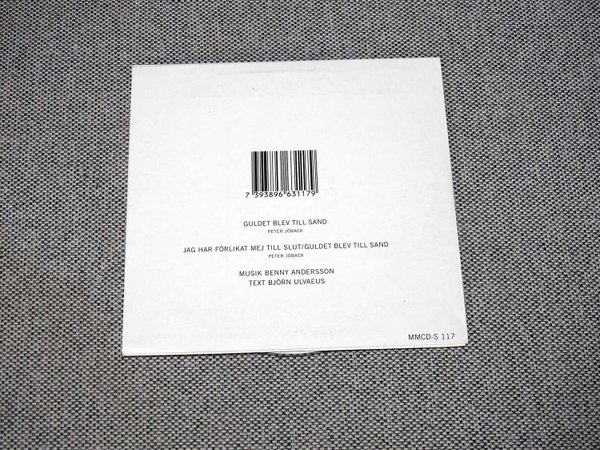 7 393896 631179
GULDET BLEV TILL SAND
PETER JÖBACK
JAG HAR FÖRLIKAT MEJ TILL SLUT/GULDET BLEV TILL SAND
PETER JÖBACK
MUSIK BENNY ANDERSSON
TEXT BJÖRN ULVAEUS
MMCD-S 117